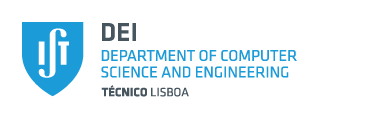 IST
DEI
DEPARTMENT OF COMPUTER
SCIENCE AND ENGINEERING
TÉCNICO LISBOA